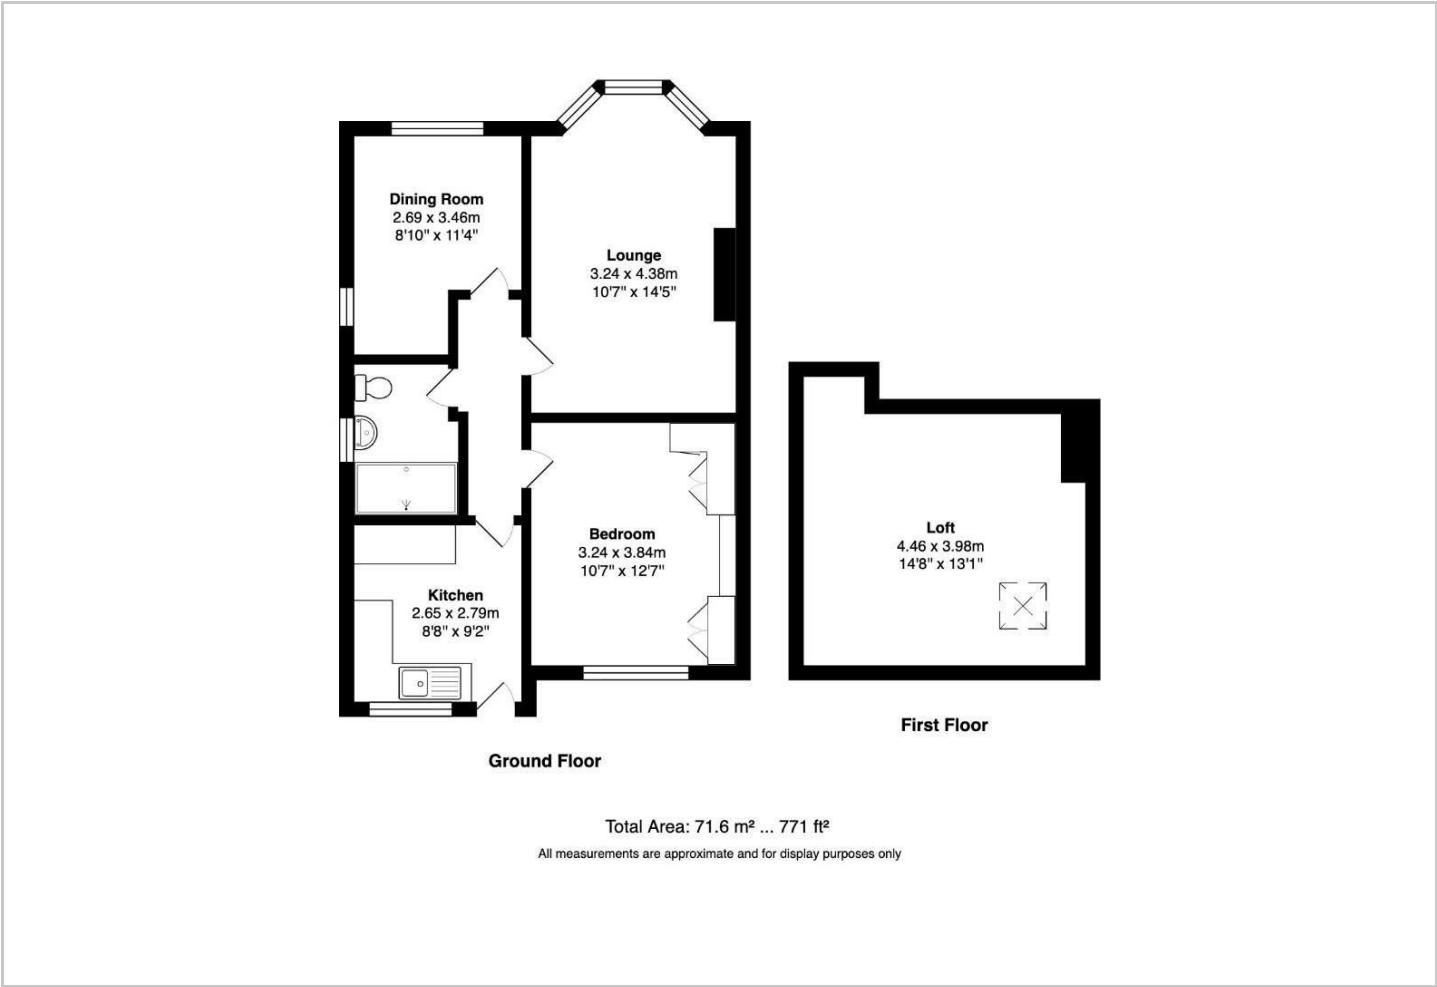 Dining Room
2.69 x 3.46m
8'10" x 11'4"
Lounge
3.24 x 4.38m
10'7" x 14'5"
Bedroom
3.24 x 3.84m
10'7" x 12'7"
Kitchen
2.65 x 2.79m
8'8" x 9'2"
Loft
4.46 x 3.98m
14'8" x 13'1"
First Floor
Ground Floor
Total Area: 71.6 m² ... 771 ft²
All measurements are approximate and for display purposes only